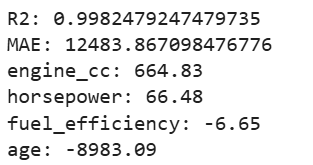 R2: 0.9982479247479735
MAE: 12483.867098476776
engine_cc: 664.83
horsepower: 66.48
fuel_efficiency: -6.65
age: -8983.09